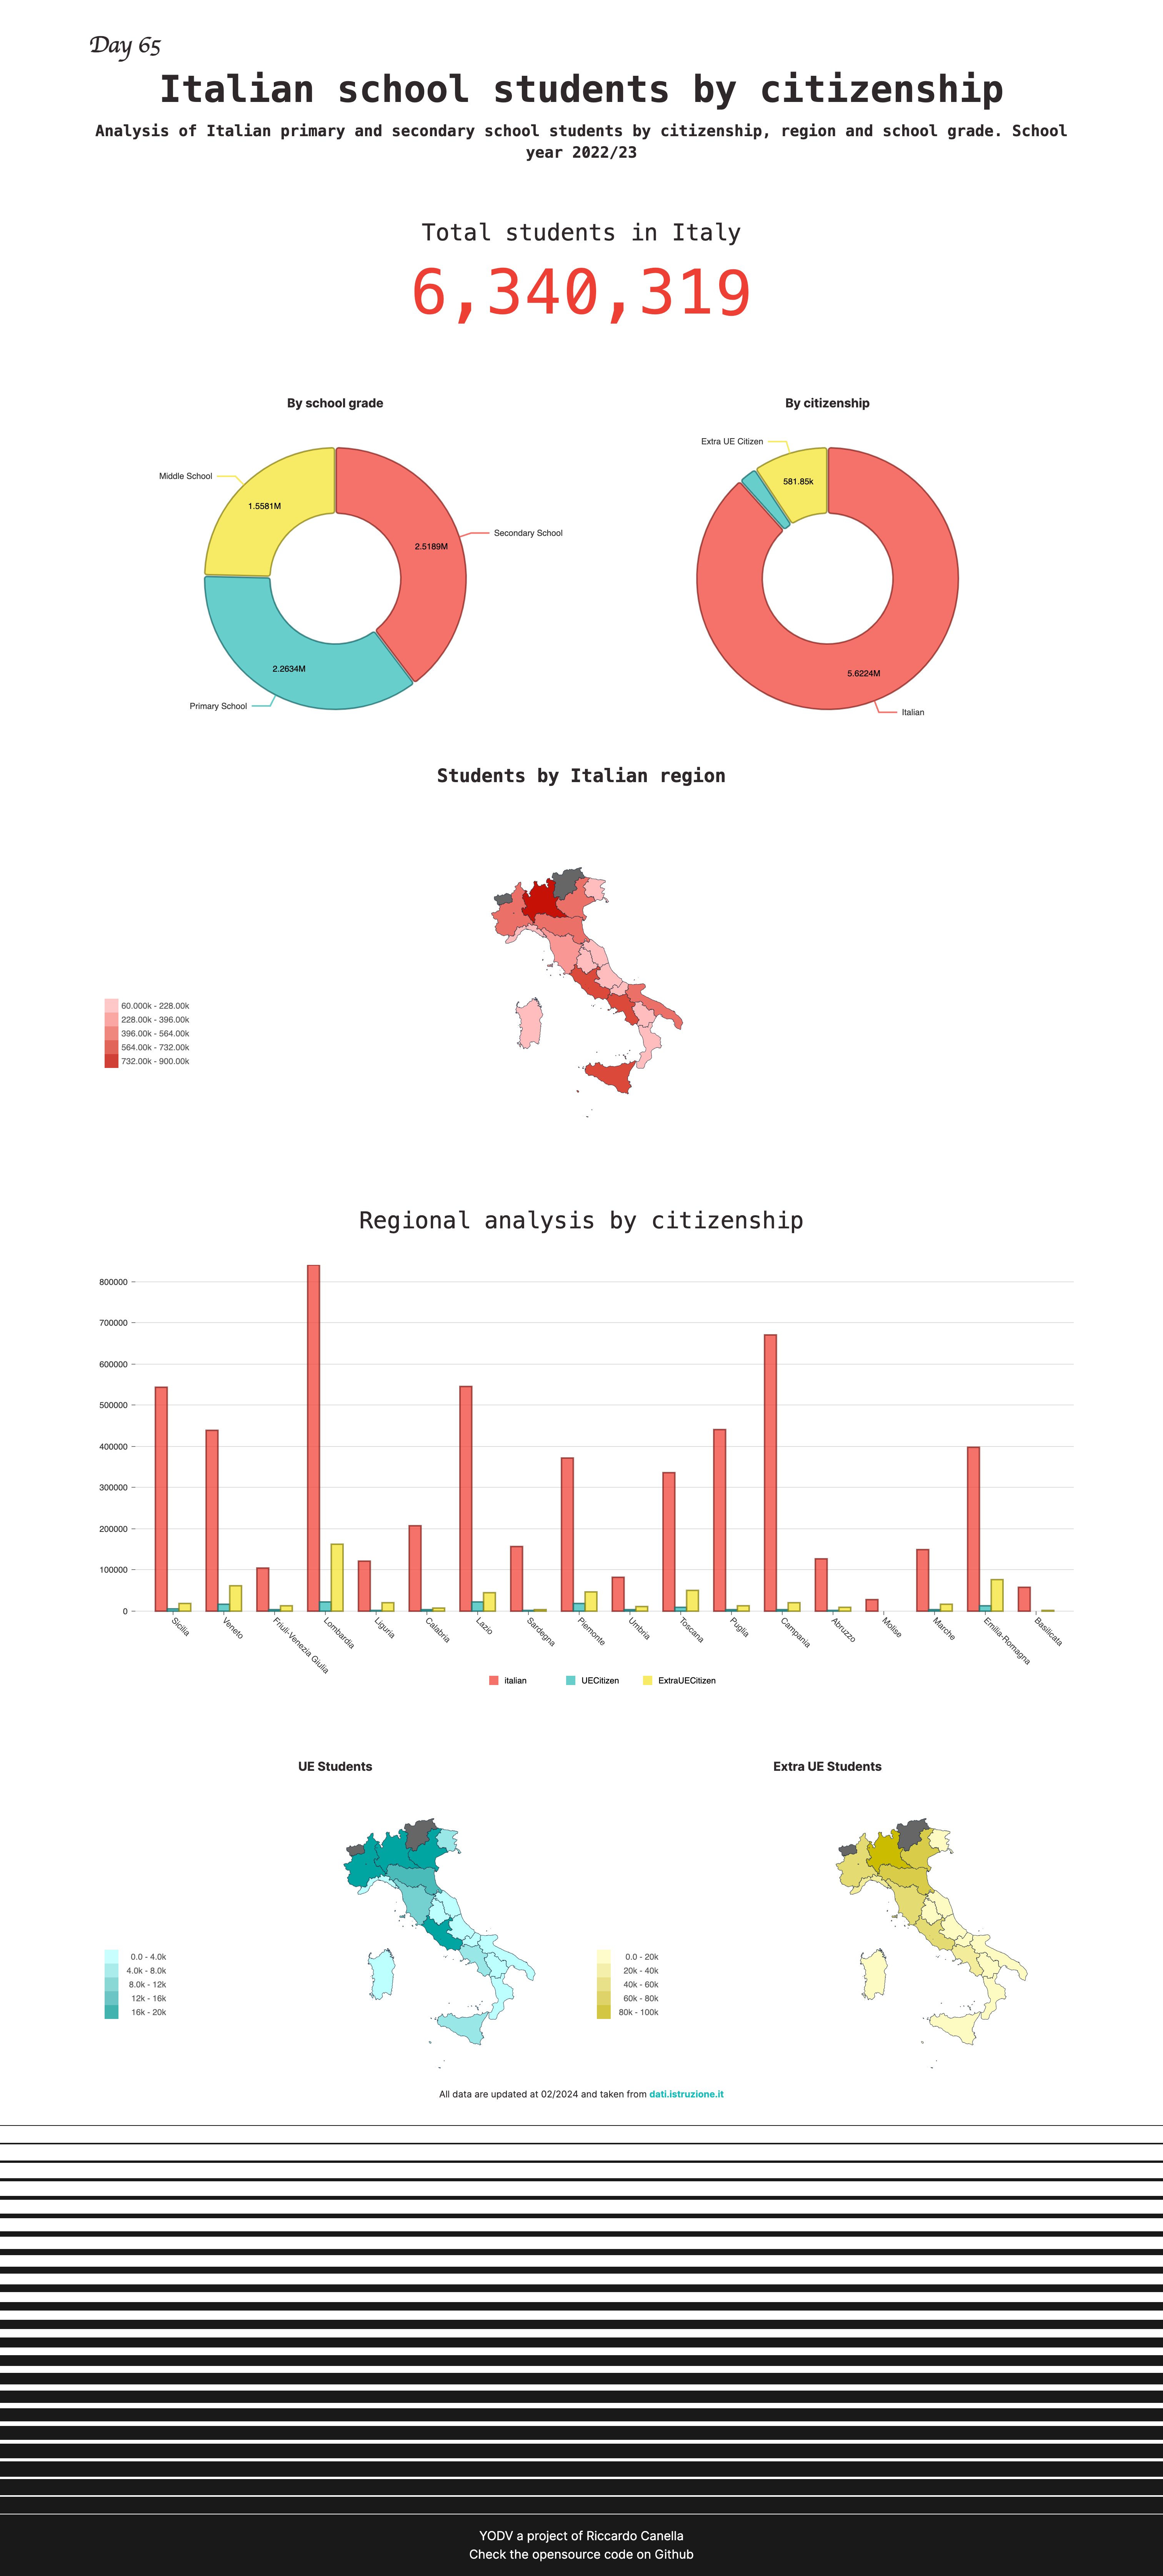 Day 65
Italian school students by citizenship
Analysis of Italian primary and secondary school students by citizenship, region and school grade. School
year 2022/23
Total students in Italy
6,340,319
By school grade
Middle School
1.5581M
Secondary School
2.5189M
2.2634M
Primary School
By citizenship
Extra UE Citizen
581.85k
5.6224M
Italian
Students by Italian region
60.000k - 228.00k
228.00k - 396.00k
396.00k - 564.00k
564.00k - 732.00k
732.00k - 900.00k
Regional analysis by citizenship
800000
700000
600000
500000
400000
300000
200000
100000
0
Sicilia
Veneto
Friuli-Venezia Giulia
Lombardia
Liguria
Calabria
Lazio
Sardegna
Piemonte
Umbria
Toscana
Puglia
Campania
Abruzzo
Molise
Marche
Emilia-Romagna
Basilicata
italian
UECitizen
ExtraUECitizen
UE Students
0.0 - 4.0k
4.0k - 8.0k
8.0k - 12k
12k - 16k
16k - 20k
Extra UE Students
0.0 - 20k
20k - 40k
40k - 60k
60k - 80k
80k - 100k
All data are updated at 02/2024 and taken from dati.istruzione.it
YODV a project of Riccardo Canella
Check the opensource code on Github